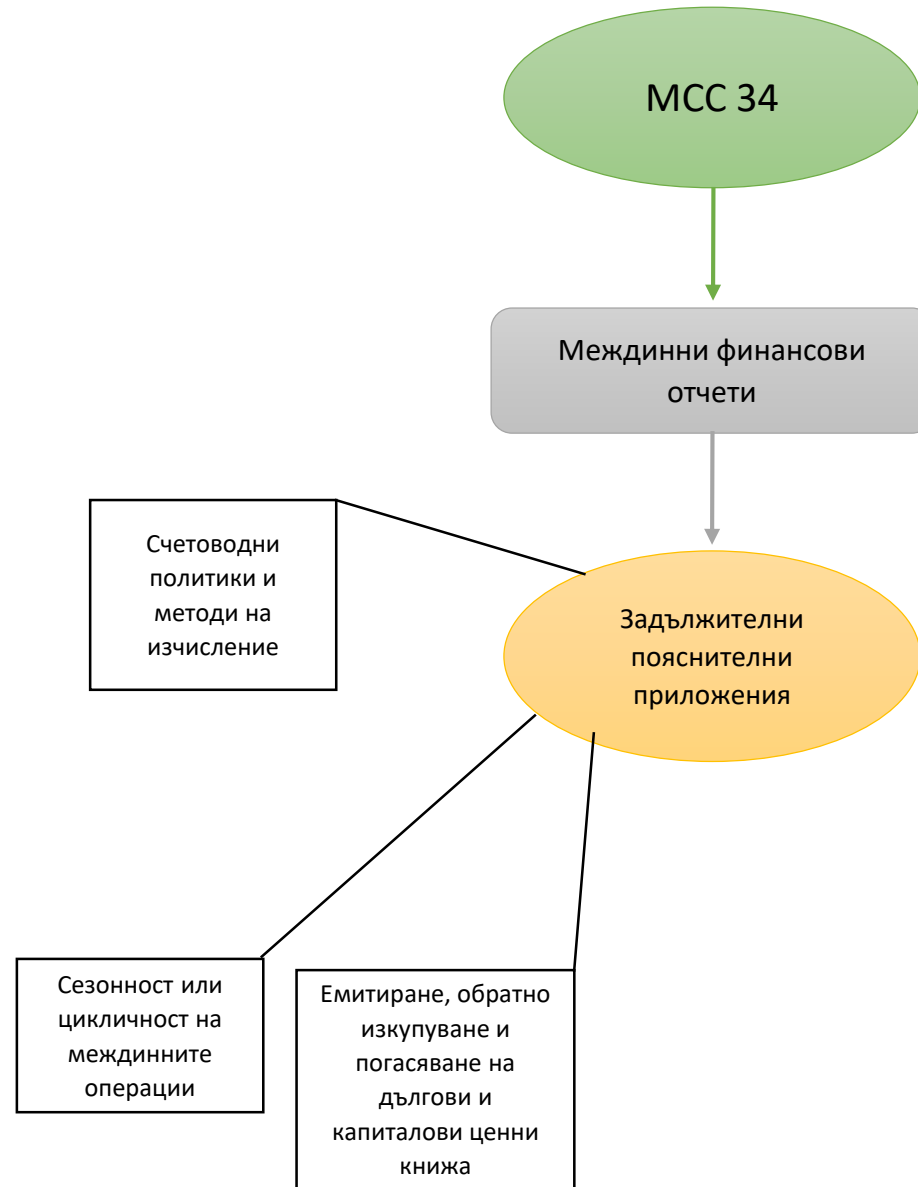 МСС 34
Междинни финансови
отчети
Счетоводни
политики и
методи на
изчисление
Задължителни
пояснителни
приложения
Сезонност или
цикличност на
междинните
операции
Емитиране, обратно
изкупуване и
погасяване на
дългови и
капиталови ценни
книжа